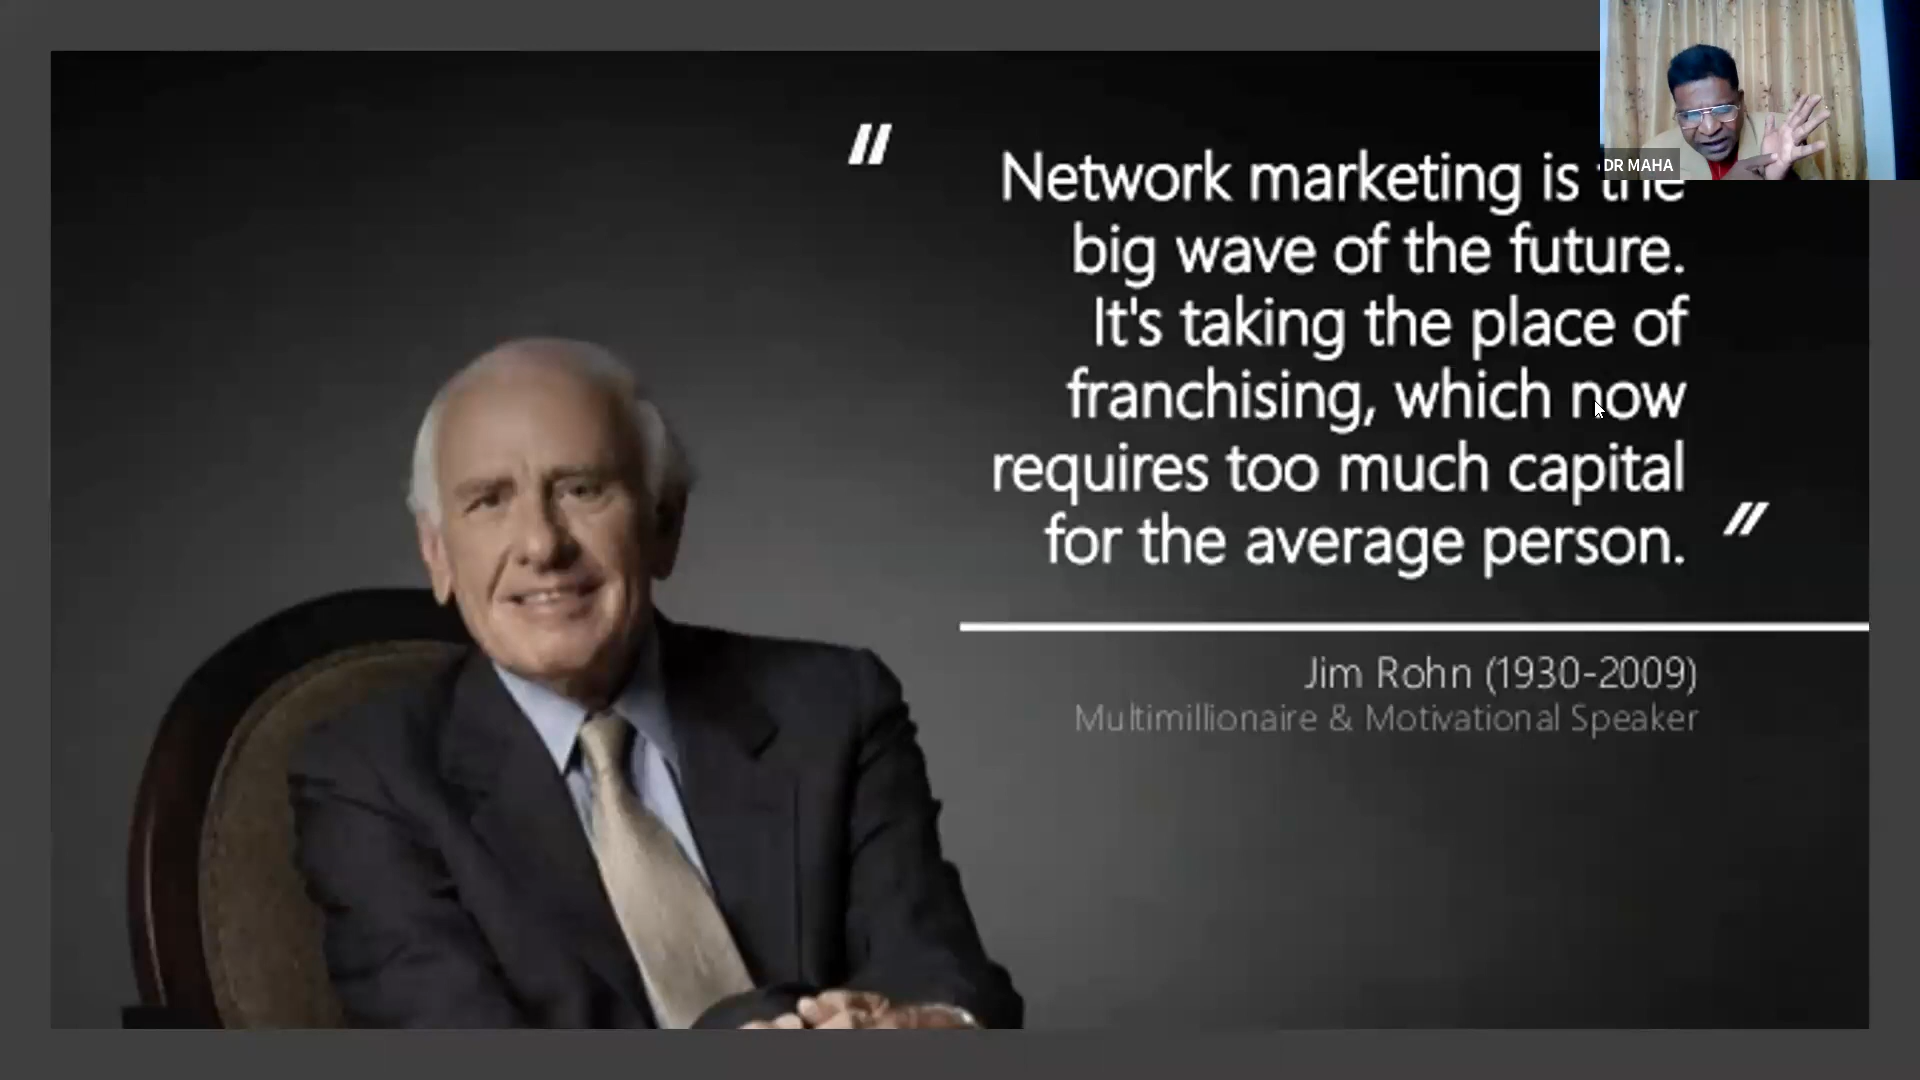 DR MAHA
"
Network marketing is the
big wave of the future.
It's taking the place of
franchising, which now
requires too much capital
for the average person. "
Jim Rohn (1930-2009)
Multimillionaire & Motivational Speaker